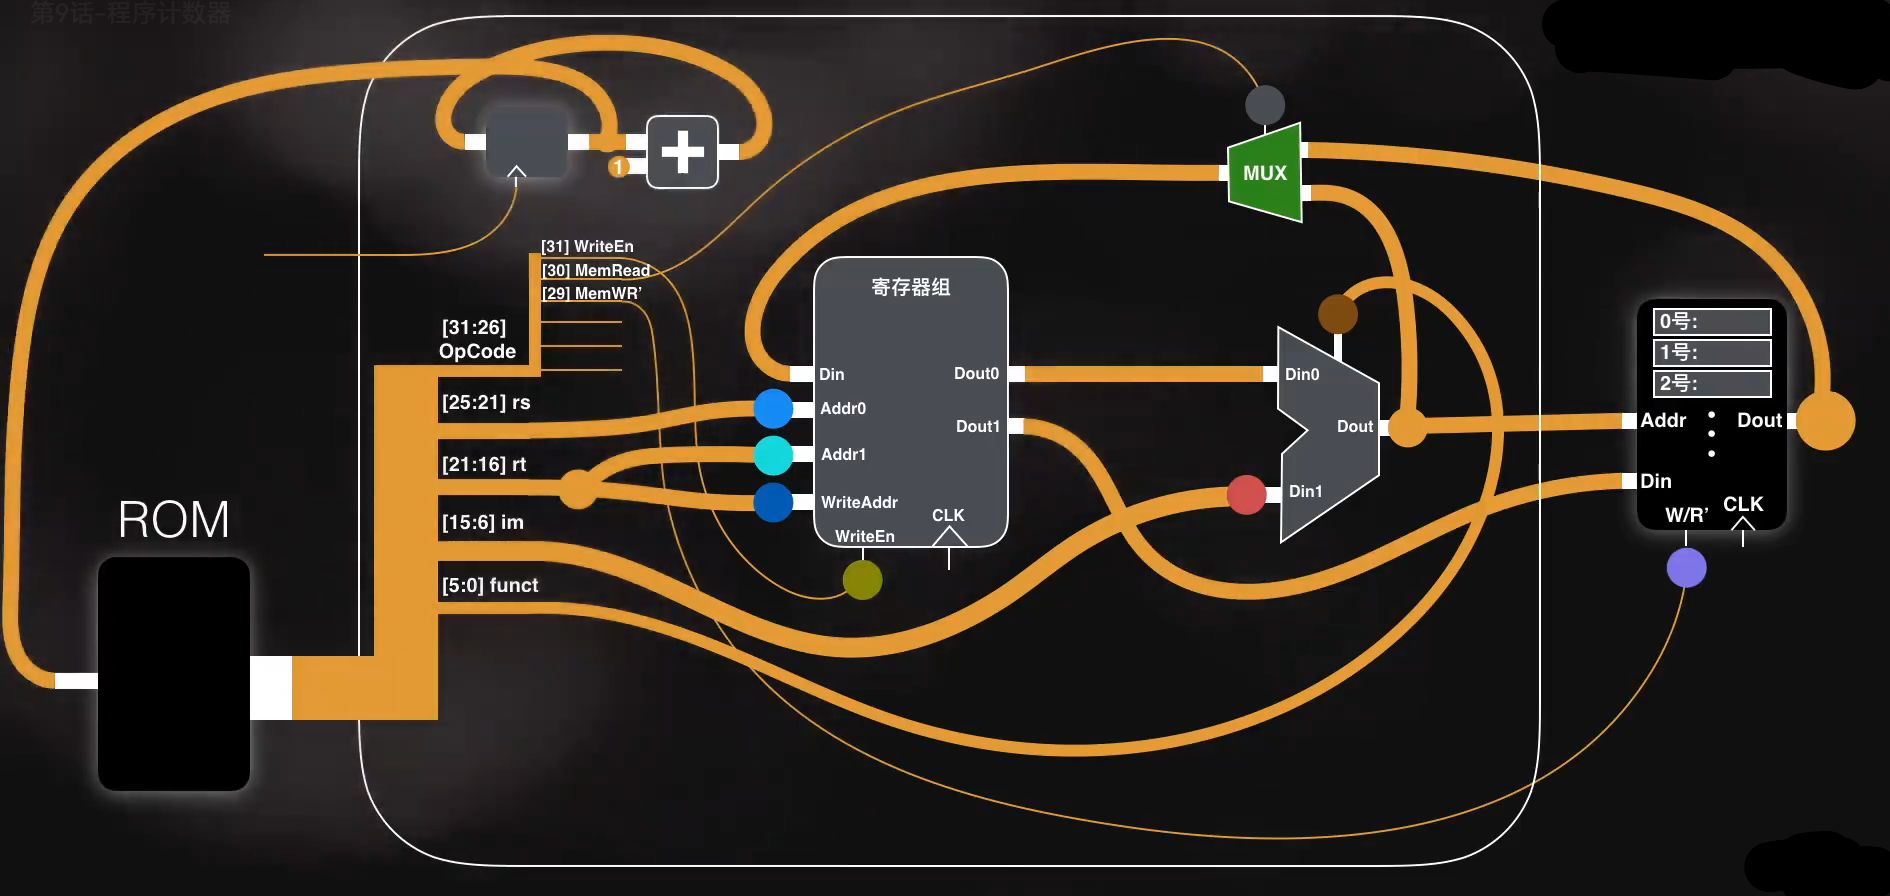 第9话-程序计数器
1
MUX
[31] WriteEn
[30] MemRead
[29] MemWR’
[31:26]
OpCode
[25:21] rs
[21:16] rt
[15:6] im
[5:0] funct
ROM
寄存器组
Din
Dout0
Addr0
Dout1
Addr1
WriteAddr
WriteEn
CLK
Din0
Dout
Din1
0号:
1号:
2号:
Addr
Dout
Din
W/R’
CLK